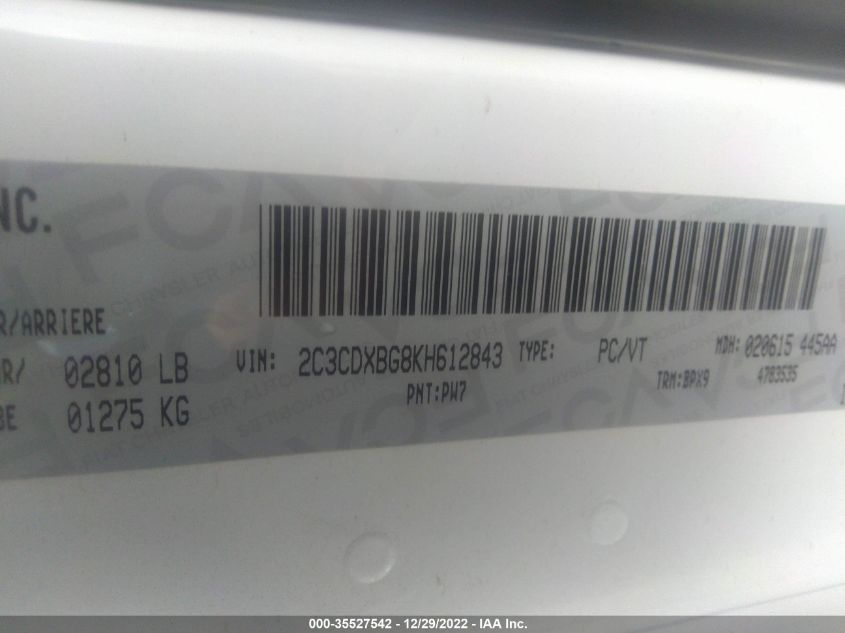 NC.
R/ARRIERE
R/ 02810 LB
BE 01275 KG
VIN: 2C3CDXBG8KH612843 TYPE: PC/VT MDH: 020615 445AA
PNT:PW7 TRM:BPX9 4783535
000-35527542 - 12/29/2022 - IAA Inc.